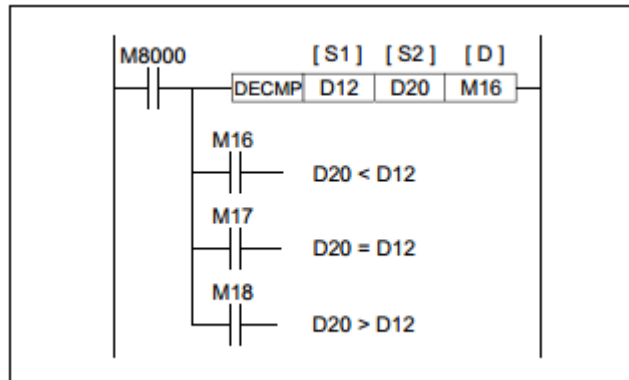 [ S1 ] [ S2 ] [ D ]
M8000
DECMP D12 D20 M16
M16
D20 < D12
M17
D20 = D12
M18
D20 > D12